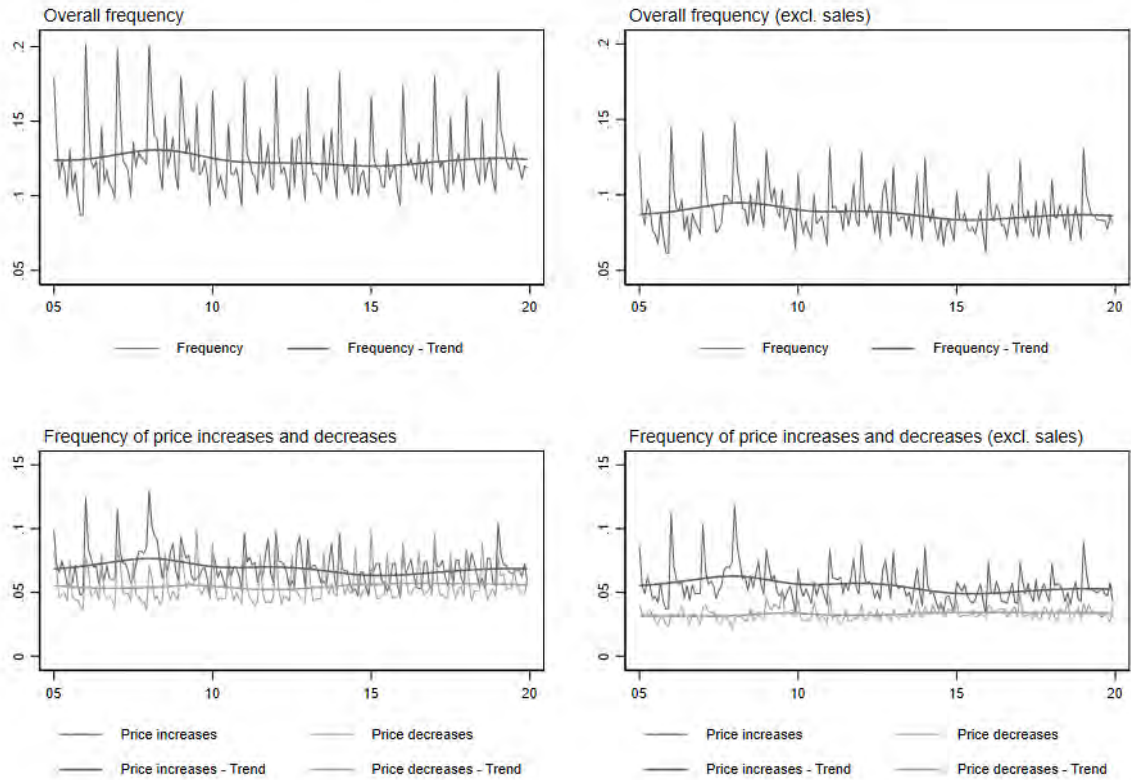 Overall frequency
.2
.15
.1
.05
05 10 15 20
Frequency Frequency - Trend
Overall frequency (excl. sales)
.2
.15
.1
.05
05 10 15 20
Frequency Frequency - Trend
Frequency of price increases and decreases
.15
.1
.05
0
05 10 15 20
Price increases Price decreases
Price increases - Trend Price decreases - Trend
Frequency of price increases and decreases (excl. sales)
.15
.1
.05
0
05 10 15 20
Price increases Price decreases
Price increases - Trend Price decreases - Trend